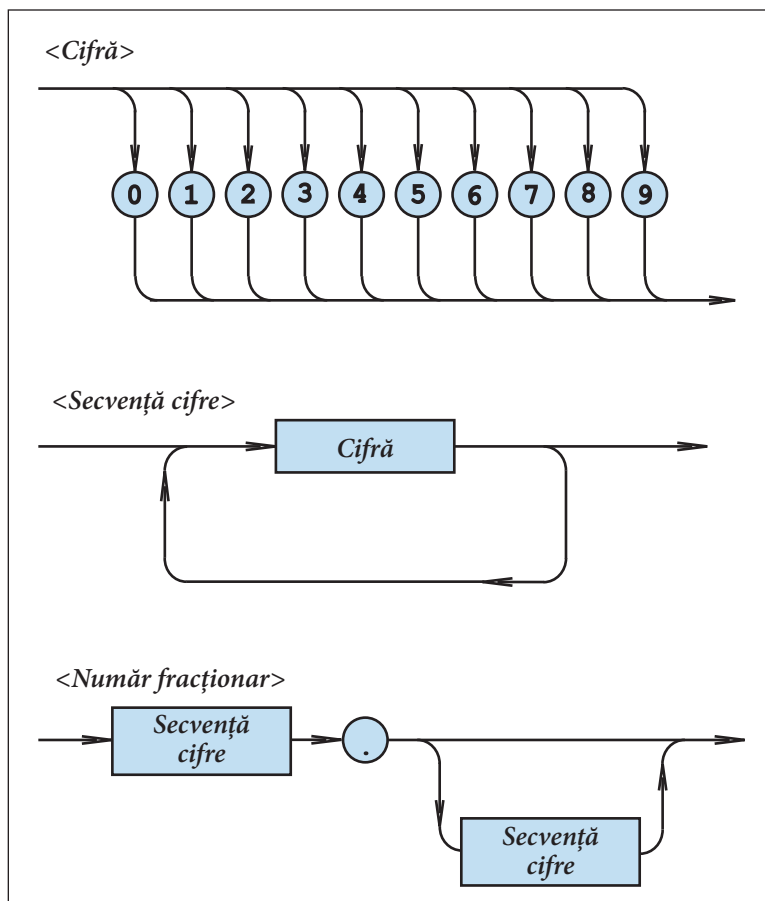 <Cifră>
0 1 2 3 4 5 6 7 8 9
<Secvență cifre>
Cifră
<Număr fracționar>
Secvență
cifre
.
Secvență
cifre